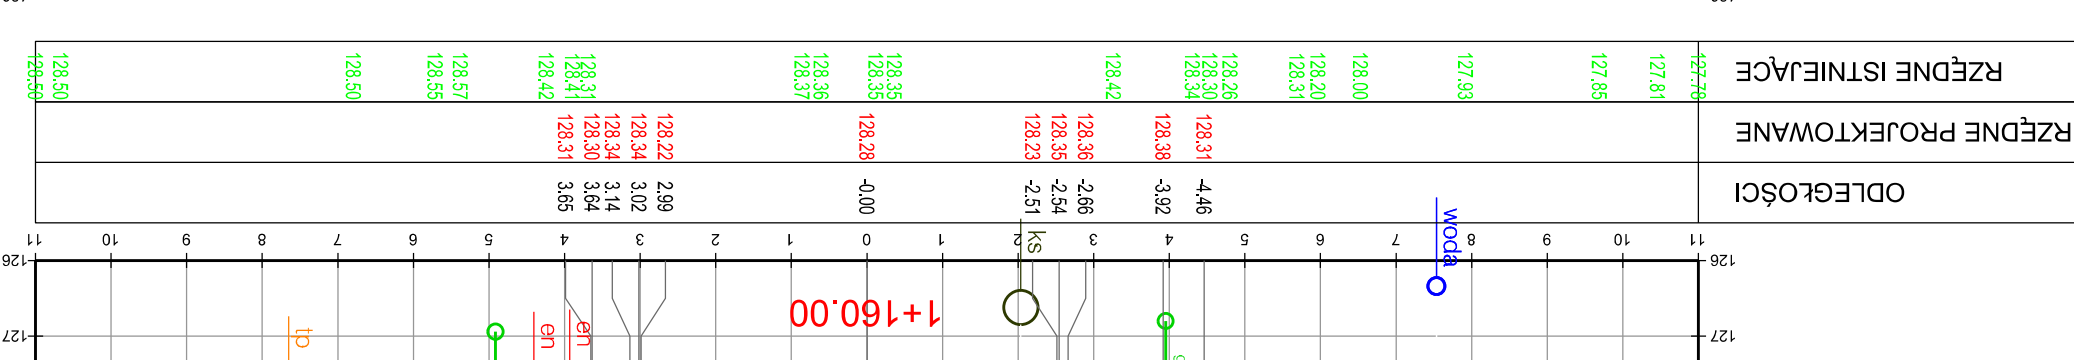 127 en en tp 127
1+160.00
126 woda ks 126
11 10 9 8 7 6 5 4 3 2 1 0 1 2 3 4 5 6 7 8 9 10 11
ODLEGŁOŚCI -4.46 -3.92 -2.66 -2.54 -2.51 -0.00 2.99 3.02 3.14 3.64 3.65
RZĘDNE PROJEKTOWANE 128.31 128.38 128.36 128.35 128.23 128.28 128.22 128.34 128.34 128.30 128.31
RZĘDNE ISTNIEJĄCE 127.78 127.81 127.85 127.93 128.00 128.20 128.31 128.26 128.30 128.34 128.42 128.35 128.35 128.36 128.37 128.31 128.41 128.42 128.57 128.55 128.50 128.50 128.50